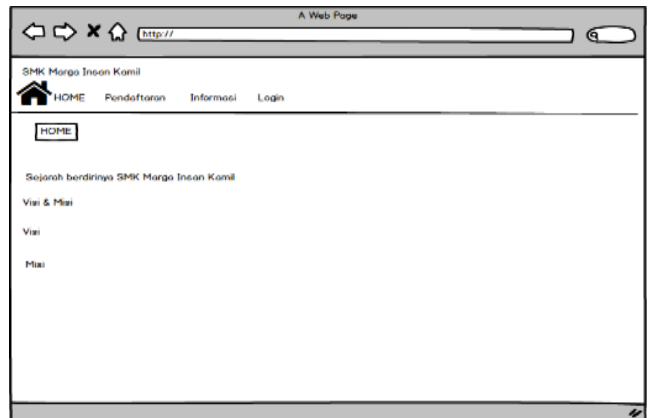 A Web Page
http://
SMK Marga Insan Kamil
HOME Pendaftaran Informasi Login
HOME
Sejarah berdirinya SMK Marga Insan Kamil
Visi & Misi
Visi
Misi